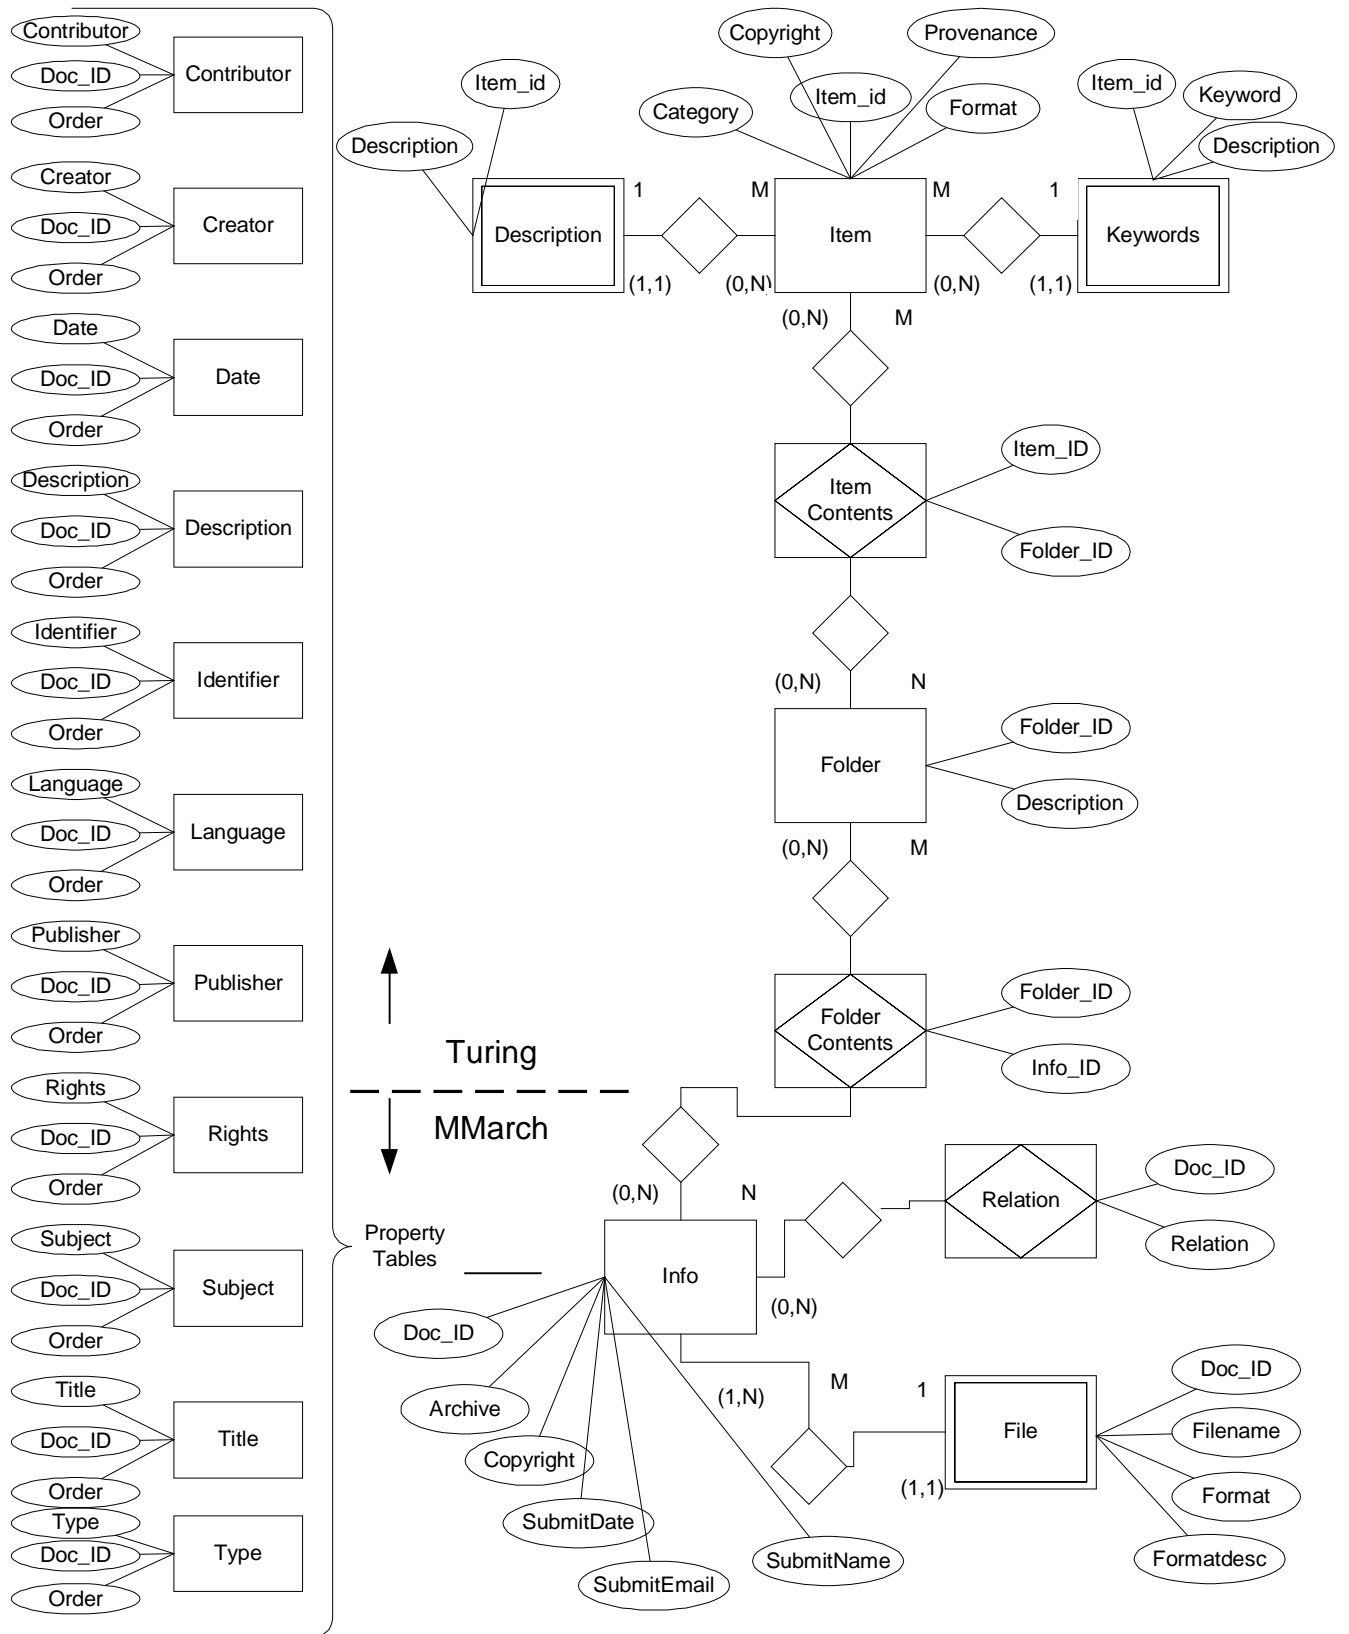 Contributor
Doc_ID
Order
Contributor
Creator
Doc_ID
Order
Creator
Date
Doc_ID
Order
Date
Description
Doc_ID
Order
Description
Identifier
Doc_ID
Order
Identifier
Language
Doc_ID
Order
Language
Publisher
Doc_ID
Order
Publisher
Rights
Doc_ID
Order
Rights
Subject
Doc_ID
Order
Subject
Title
Doc_ID
Order
Title
Type
Doc_ID
Order
Type
Property
Tables
Turing
MMarch
Item_id
Description
Description
1
(1,1)
M
(0,N)
Copyright
Provenance
Category
Item_id
Format
Item
M
(0,N)
1
(1,1)
Item_id
Keyword
Description
Keywords
(0,N)
M
Item
Contents
Item_ID
Folder_ID
(0,N)
N
Folder
Folder_ID
Description
(0,N)
M
Folder
Contents
Folder_ID
Info_ID
(0,N)
N
Info
(0,N)
Relation
Doc_ID
Relation
Doc_ID
Archive
Copyright
SubmitDate
SubmitEmail
SubmitName
(1,N)
M
1
(1,1)
File
Doc_ID
Filename
Format
Formatdesc